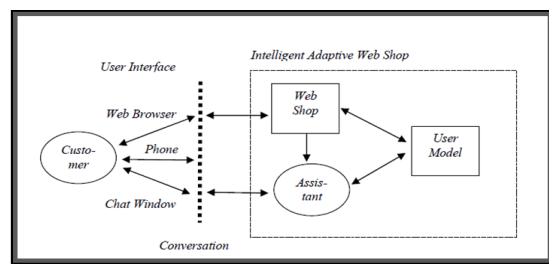 Intelligent Adaptive Web Shop
User Interface
Web Browser
Web
Shop
Phone
Custo-
mer
User
Model
Assis-
tant
Chat Window
Conversation